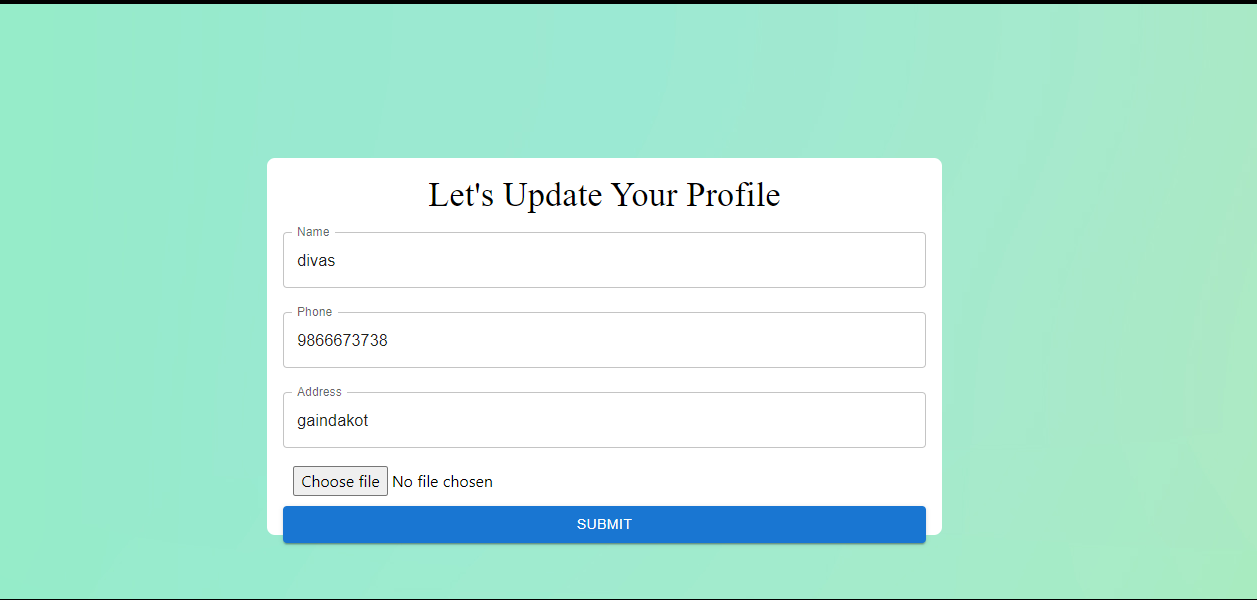 Let's Update Your Profile
Name
divas
Phone
9866673738
Address
gaindakot
Choose file No file chosen
SUBMIT